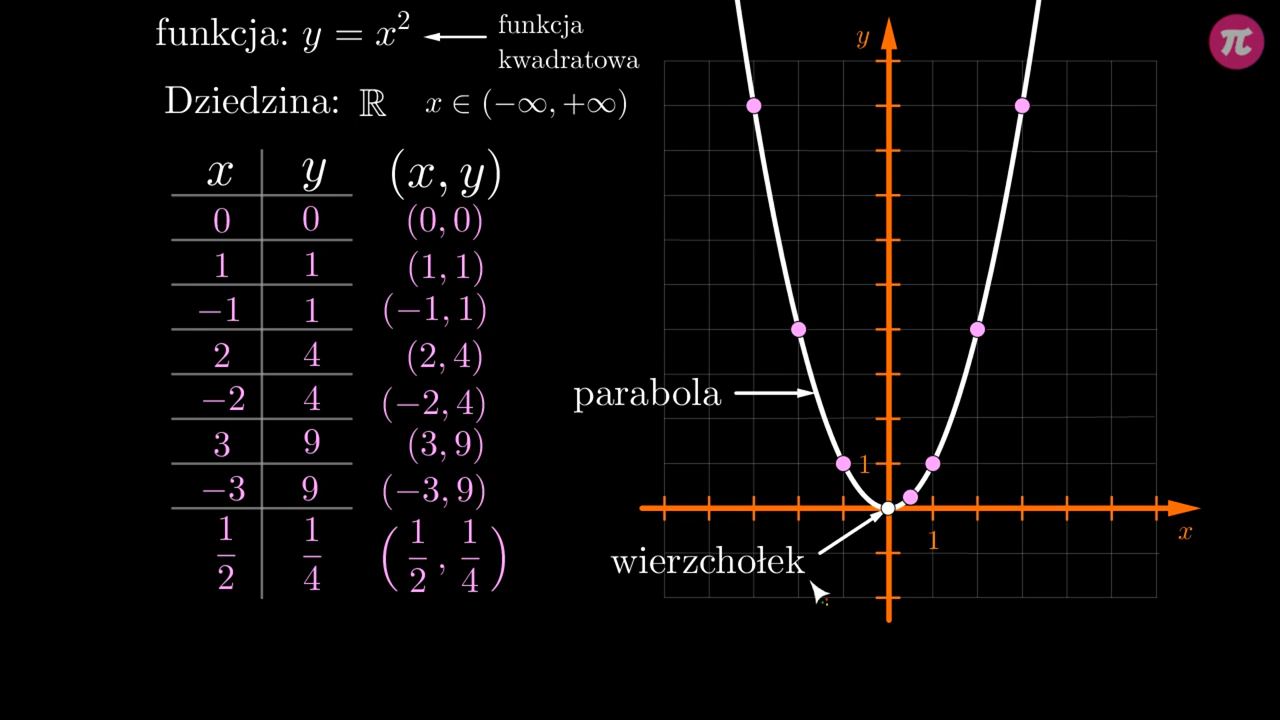 funkcja: y = x²
funkcja
kwadratowa
Dziedzina: ℝ x ∈ (−∞, +∞)
x y (x, y)
0 0 (0, 0)
1 1 (1, 1)
−1 1 (−1, 1)
2 4 (2, 4)
−2 4 (−2, 4)
3 9 (3, 9)
−3 9 (−3, 9)
1/2 1/4 (1/2, 1/4)
y
parabola
1
1
x
wierzchołek
π